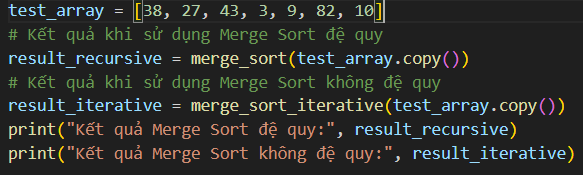 test_array = [38, 27, 43, 3, 9, 82, 10]
# Kết quả khi sử dụng Merge Sort đệ quy
result_recursive = merge_sort(test_array.copy())
# Kết quả khi sử dụng Merge Sort không đệ quy
result_iterative = merge_sort_iterative(test_array.copy())
print("Kết quả Merge Sort đệ quy:", result_recursive)
print("Kết quả Merge Sort không đệ quy:", result_iterative)